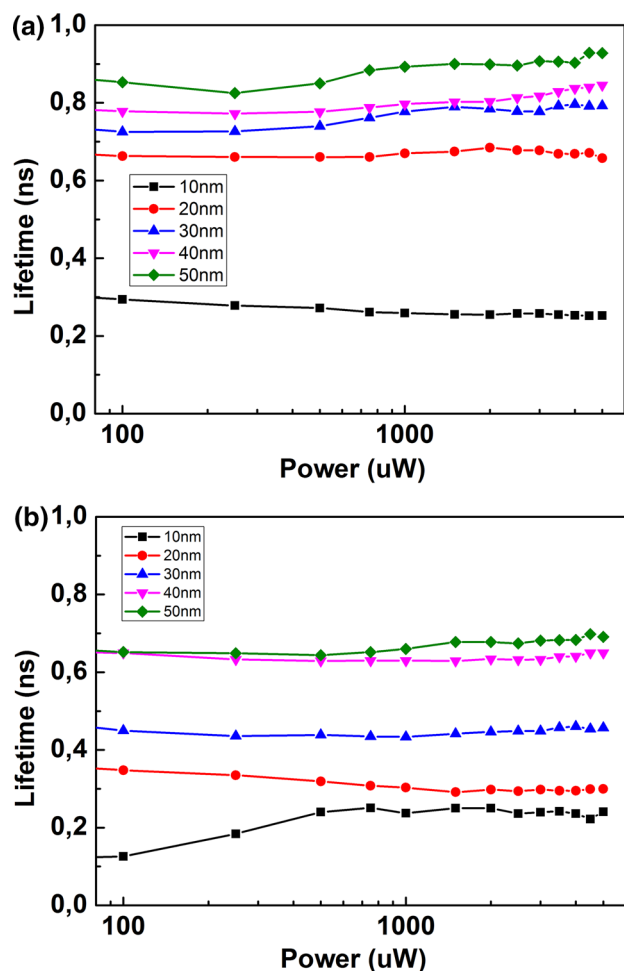 (a)
1,0
0,8
0,6
0,4
0,2
0,0
Lifetime (ns)
10nm
20nm
30nm
40nm
50nm
100
1000
Power (uW)
(b)
1,0
0,8
0,6
0,4
0,2
0,0
Lifetime (ns)
10nm
20nm
30nm
40nm
50nm
100
1000
Power (uW)